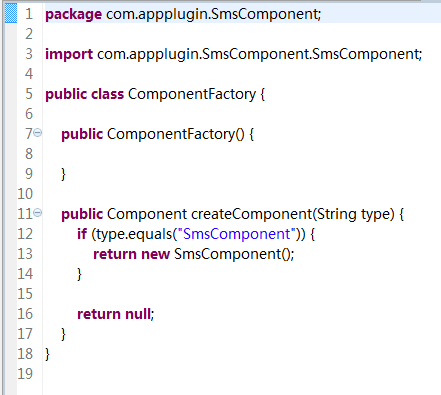 1 package com.appplugin.SmsComponent;
2
3 import com.appplugin.SmsComponent.SmsComponent;
4
5 public class ComponentFactory {
6
7 public ComponentFactory() {
8
9 }
10
11 public Component createComponent(String type) {
12 if (type.equals("SmsComponent")) {
13 return new SmsComponent();
14 }
15
16 return null;
17 }
18 }
19